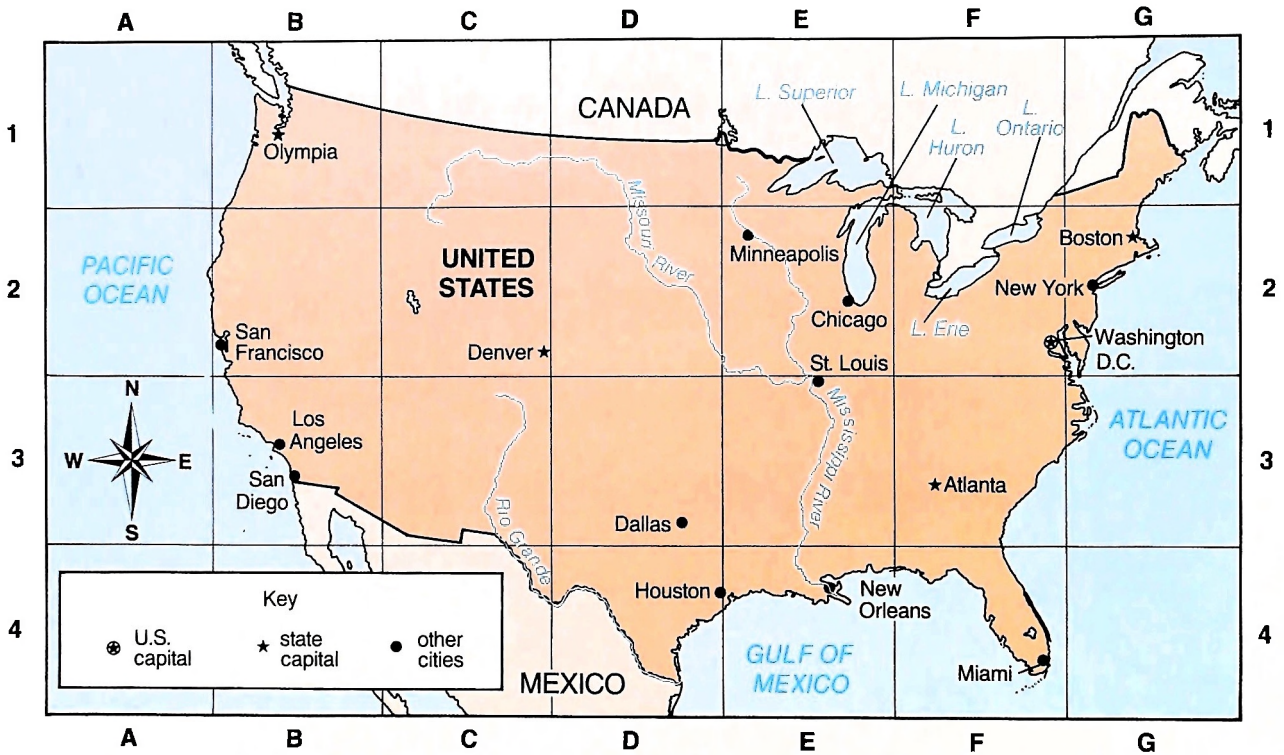 A B C D E F G
CANADA
L. Superior
L. Michigan
L.
Huron
L.
Ontario
1
1
Olympia
Missouri
River
Minneapolis
Boston
PACIFIC
OCEAN
UNITED
STATES
2
2
New York
Chicago
L. Erie
San
Francisco
Denver
St. Louis
Washington
D.C.
N
W E
S
Los
Angeles
San
Diego
3
3
Mississippi River
ATLANTIC
OCEAN
Rio Grande
Dallas
Atlanta
Houston
New
Orleans
Key
U.S.
capital
state
capital
other
cities
4
4
GULF OF
MEXICO
Miami
MEXICO
A B C D E F G